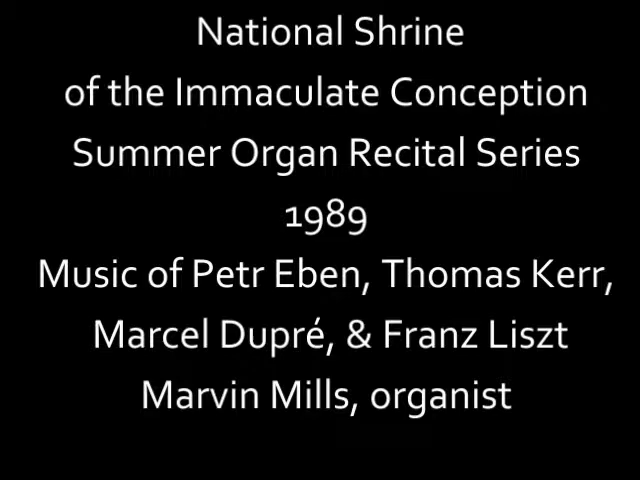 National Shrine
of the Immaculate Conception
Summer Organ Recital Series
1989
Music of Petr Eben, Thomas Kerr,
Marcel Dupré, & Franz Liszt
Marvin Mills, organist